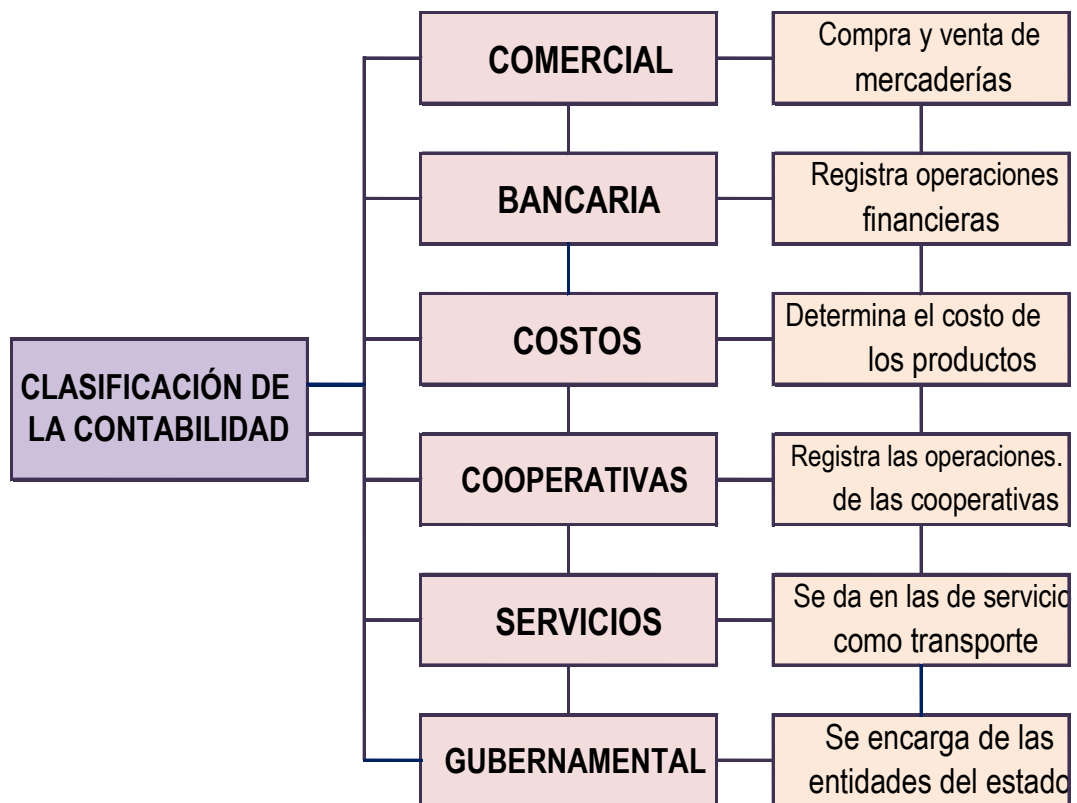 CLASIFICACIÓN DE
LA CONTABILIDAD
COMERCIAL
Compra y venta de
mercaderías
BANCARIA
Registra operaciones
financieras
COSTOS
Determina el costo de
los productos
COOPERATIVAS
Registra las operaciones.
de las cooperativas
SERVICIOS
Se da en las de servicio
como transporte
GUBERNAMENTAL
Se encarga de las
entidades del estado